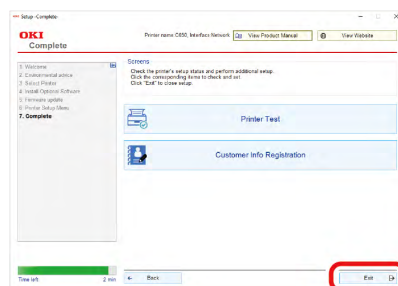 Setup - Complete
OKI
Printer name C650, Interface Network
View Product Manual
View Website
Complete
1. Welcome
2. Environmental advice
3. Select Printer
4. Install Optional Software
5. Firmware update
6. Printer Setup Menu
7. Complete
Screens
Check the printer's setup status and perform additional setup.
Click the corresponding items to check and set.
Click "Exit" to close setup.
Printer Test
Customer Info Registration
Time left
2 min
Back
Exit